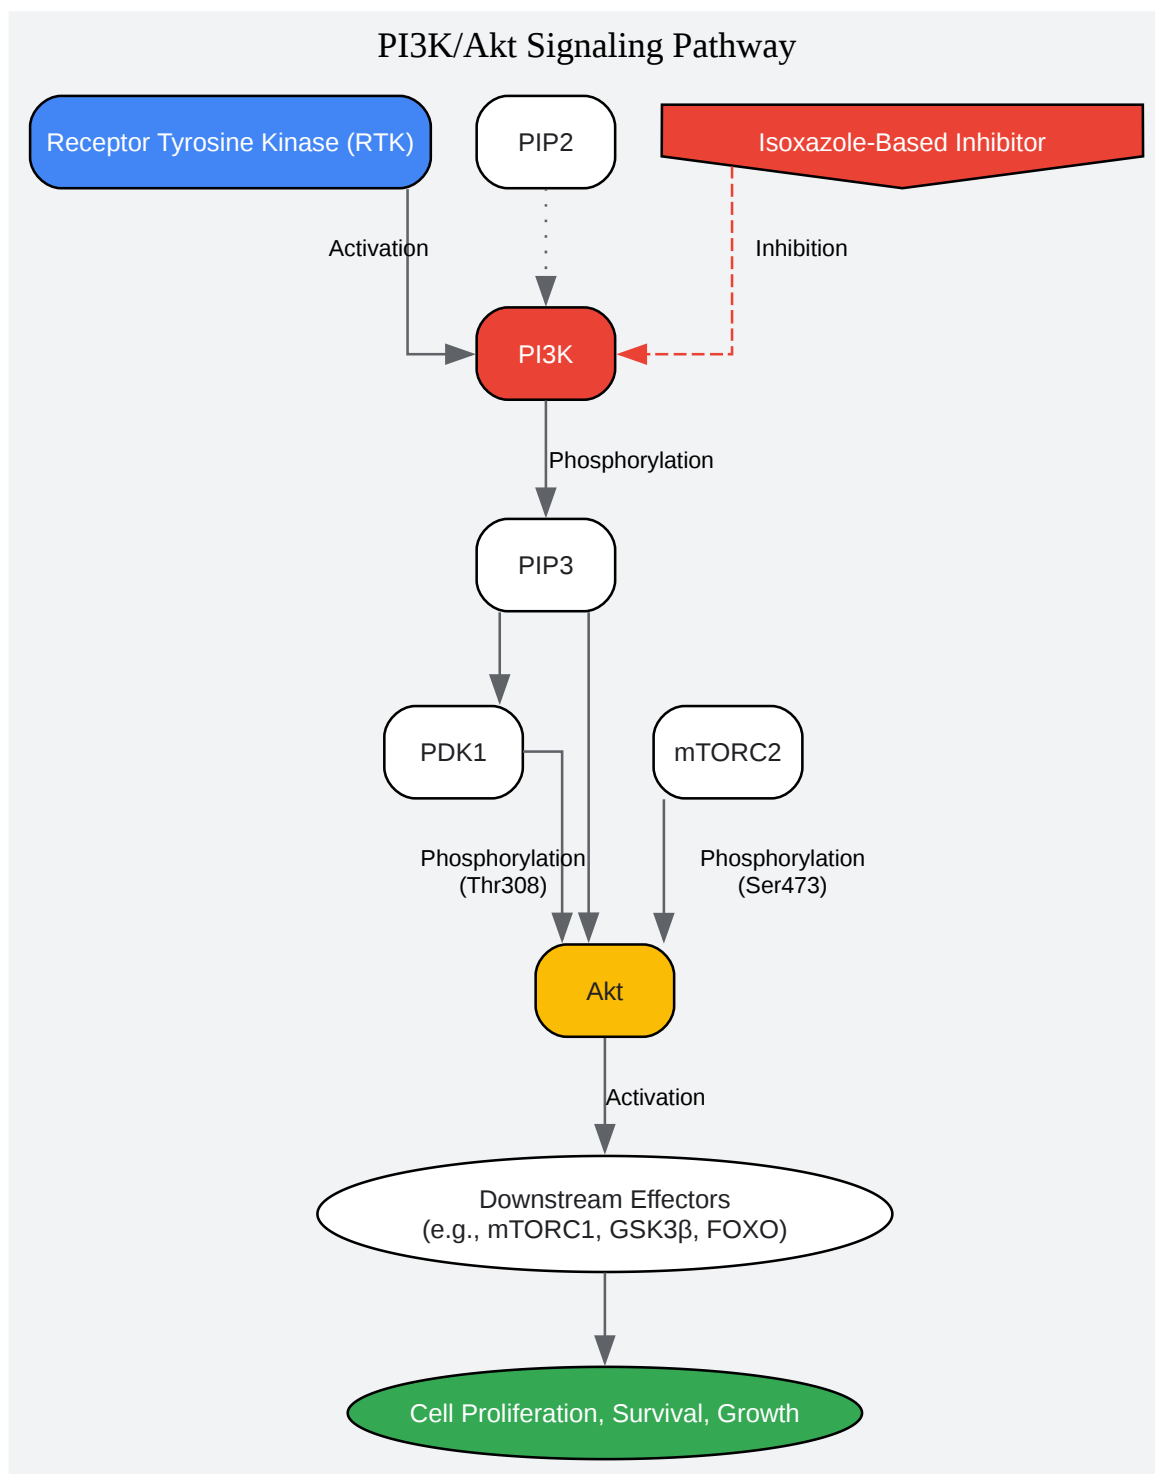 PI3K/Akt Signaling Pathway
Receptor Tyrosine Kinase (RTK)
PIP2
Isoxazole-Based Inhibitor
Activation
Inhibition
PI3K
Phosphorylation
PIP3
PDK1
mTORC2
Phosphorylation
(Thr308)
Phosphorylation
(Ser473)
Akt
Activation
Downstream Effectors
(e.g., mTORC1, GSK3β, FOXO)
Cell Proliferation, Survival, Growth